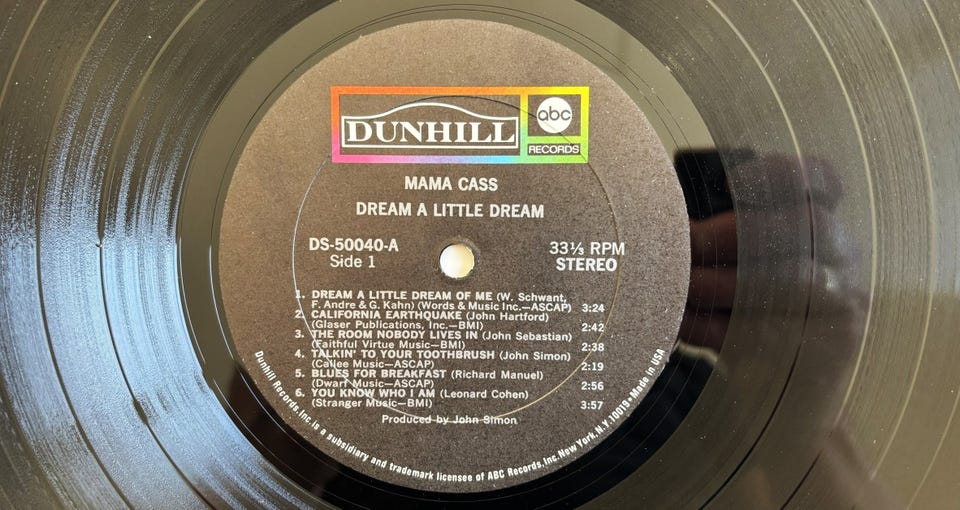 DUNHILL
abc
RECORDS
MAMA CASS
DREAM A LITTLE DREAM
DS-50040-A
Side 1
33⅓ RPM
STEREO
1. DREAM A LITTLE DREAM OF ME (W. Schwant,
F. Andre & G. Kahn) (Words & Music Inc.—ASCAP) 3:24
2. CALIFORNIA EARTHQUAKE (John Hartford)
(Glaser Publications, Inc.—BMI) 2:42
3. THE ROOM NOBODY LIVES IN (John Sebastian)
(Faithful Virtue Music—BMI) 2:38
4. TALKIN' TO YOUR TOOTHBRUSH (John Simon)
(Callee Music—ASCAP) 2:19
5. BLUES FOR BREAKFAST (Richard Manuel)
(Dwarf Music—ASCAP) 2:56
6. YOU KNOW WHO I AM (Leonard Cohen)
(Stranger Music—BMI) 3:57
Produced by John Simon
Dunhill Records, Inc. is a subsidiary and trademark licensee of ABC Records, Inc. New York, N.Y. 10019 • Made in USA